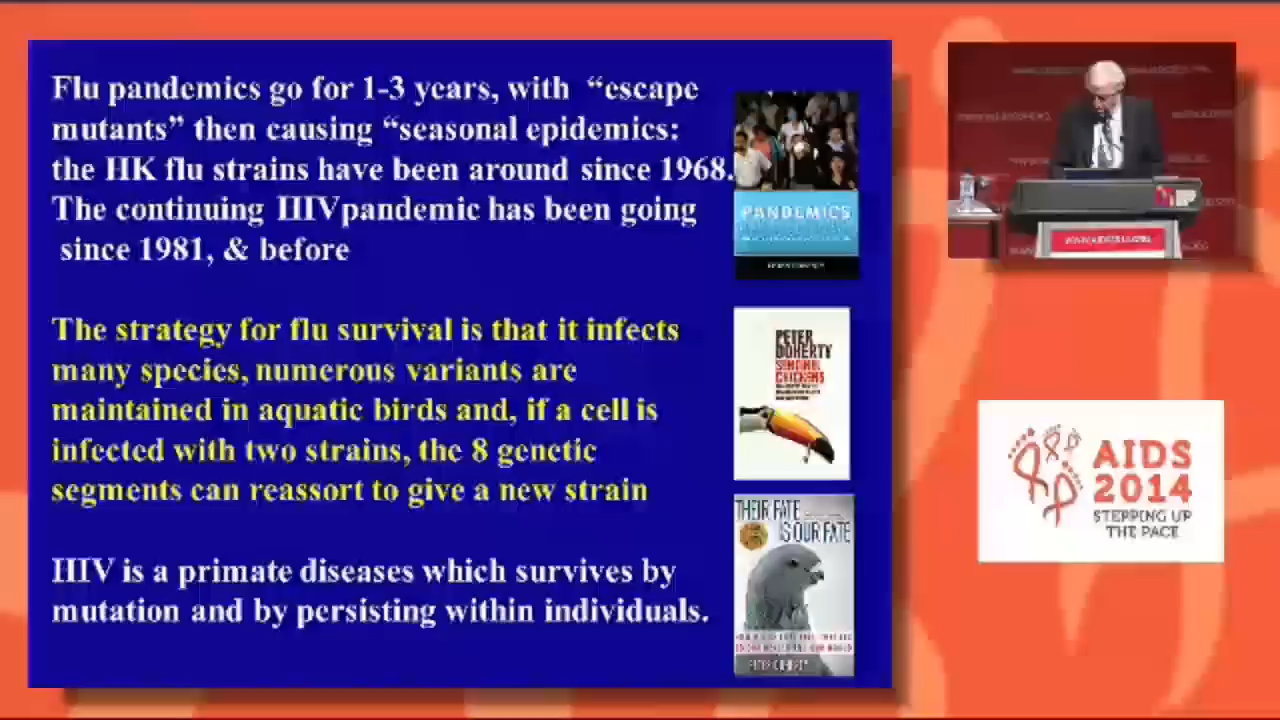 Flu pandemics go for 1-3 years, with “escape
mutants” then causing “seasonal epidemics:
the HK flu strains have been around since 1968.
The continuing HIVpandemic has been going
since 1981, & before
The strategy for flu survival is that it infects
many species, numerous variants are
maintained in aquatic birds and, if a cell is
infected with two strains, the 8 genetic
segments can reassort to give a new strain
HIV is a primate diseases which survives by
mutation and by persisting within individuals.
PANDEMICS
PETER
DOHERTY
SENTINEL
CHICKENS
THEIR FATE
IS OUR FATE
PETER DOHERTY
AIDS
2014
STEPPING UP
THE PACE